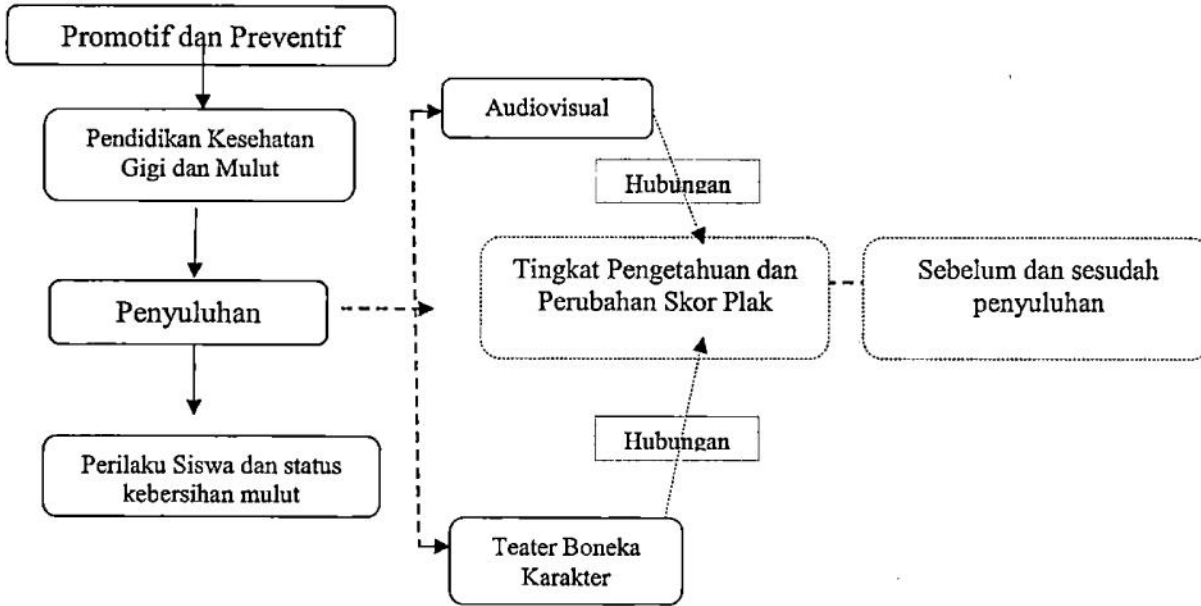 Promotif dan Preventif
Pendidikan Kesehatan
Gigi dan Mulut
Penyuluhan
Perilaku Siswa dan status
kebersihan mulut
Audiovisual
Hubungan
Tingkat Pengetahuan dan
Perubahan Skor Plak
Sebelum dan sesudah
penyuluhan
Hubungan
Teater Boneka
Karakter